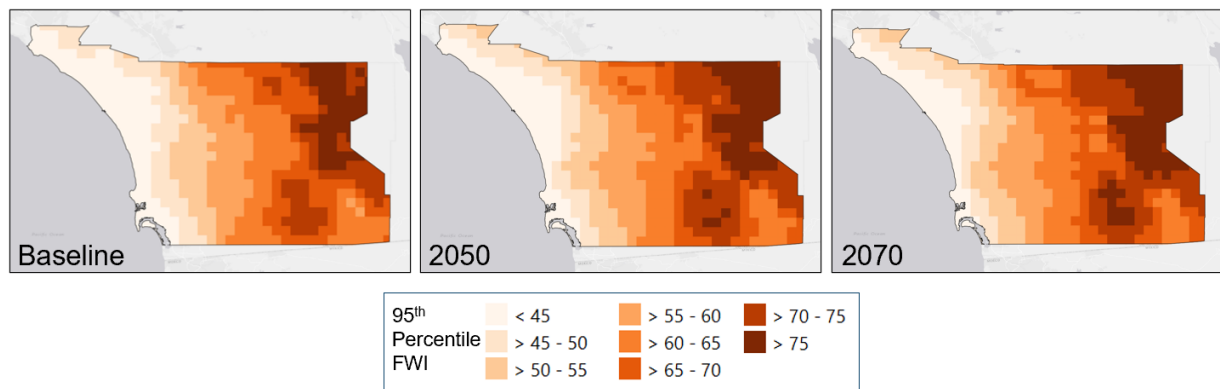 Baseline
2050
2070
95th
Percentile
FWI
< 45
> 45 - 50
> 50 - 55
> 55 - 60
> 60 - 65
> 65 - 70
> 70 - 75
> 75